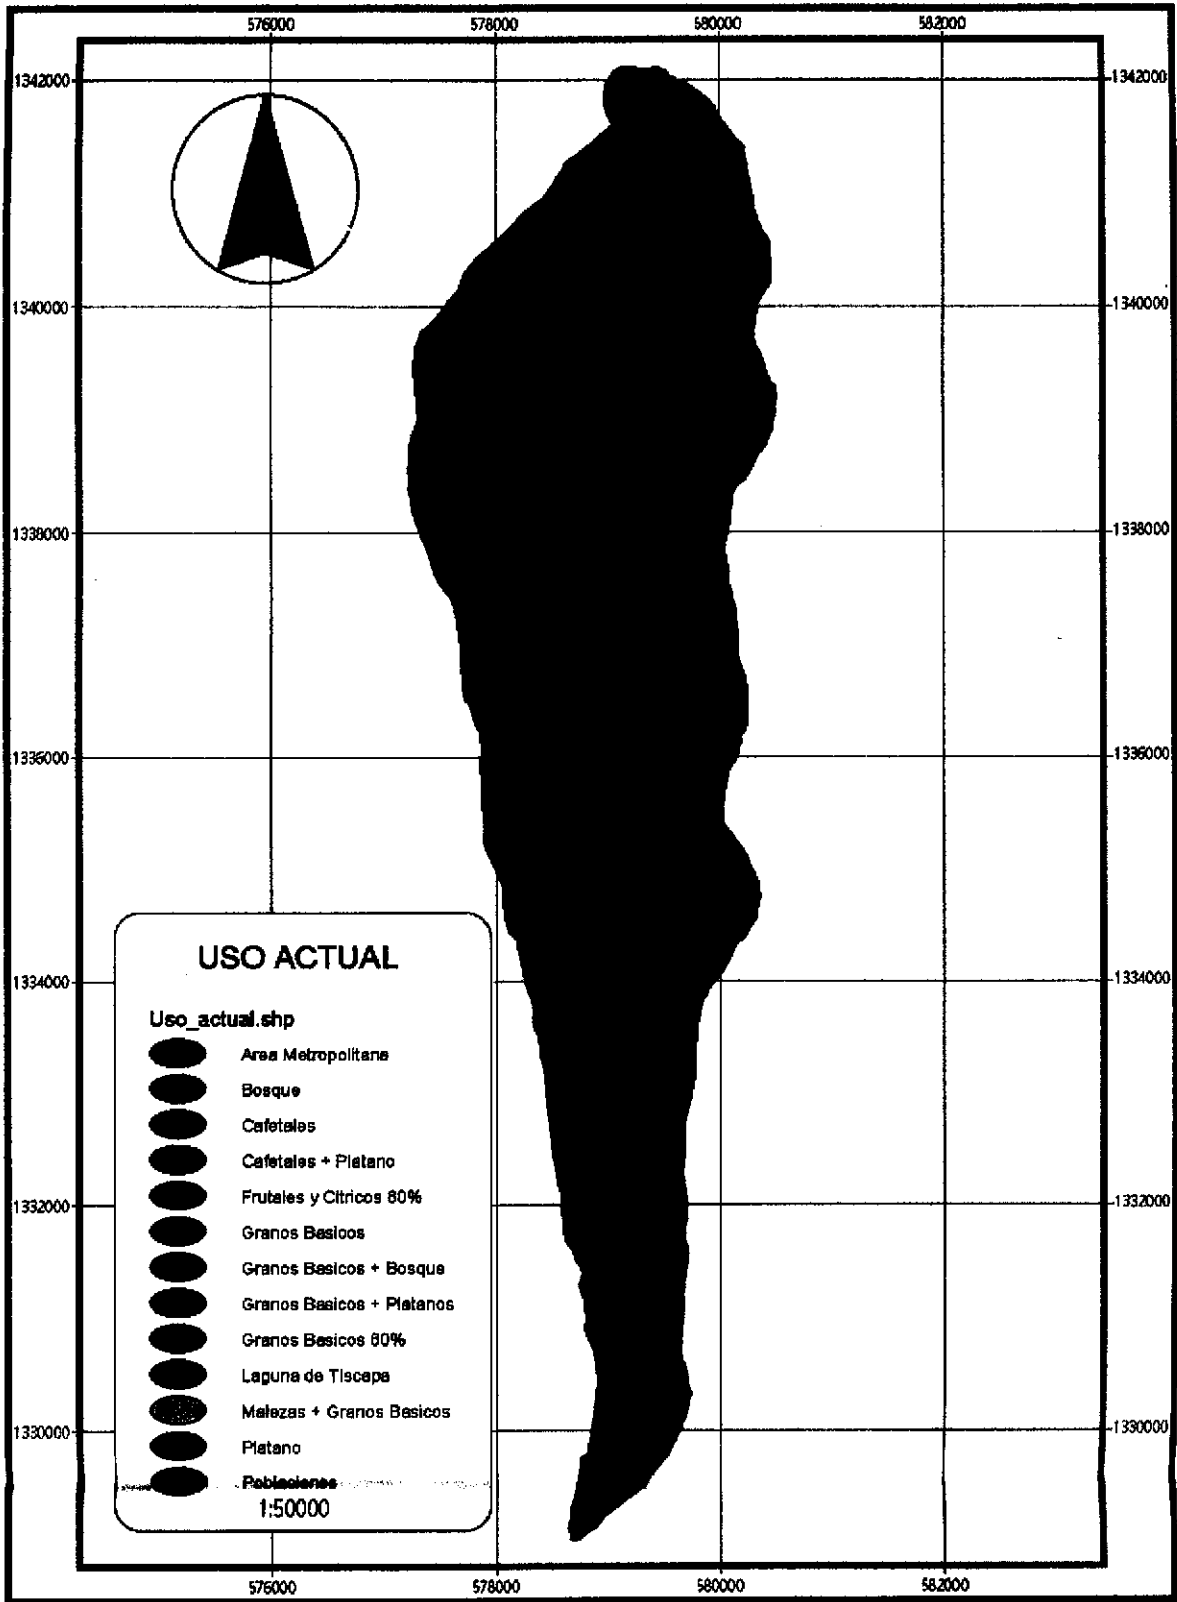 576000 578000 580000 582000
1342000 1342000
1340000 1340000
1338000 1338000
1336000 1336000
1334000 1334000
1332000 1332000
1330000 1330000
USO ACTUAL
Uso_actual.shp
Area Metropolitana
Bosque
Cafetales
Cafetales + Platano
Frutales y Citricos 60%
Granos Basicos
Granos Basicos + Bosque
Granos Basicos + Platanos
Granos Basicos 60%
Laguna de Tiscapa
Malezas + Granos Basicos
Platano
Poblaciones
1:50000
576000 578000 580000 582000